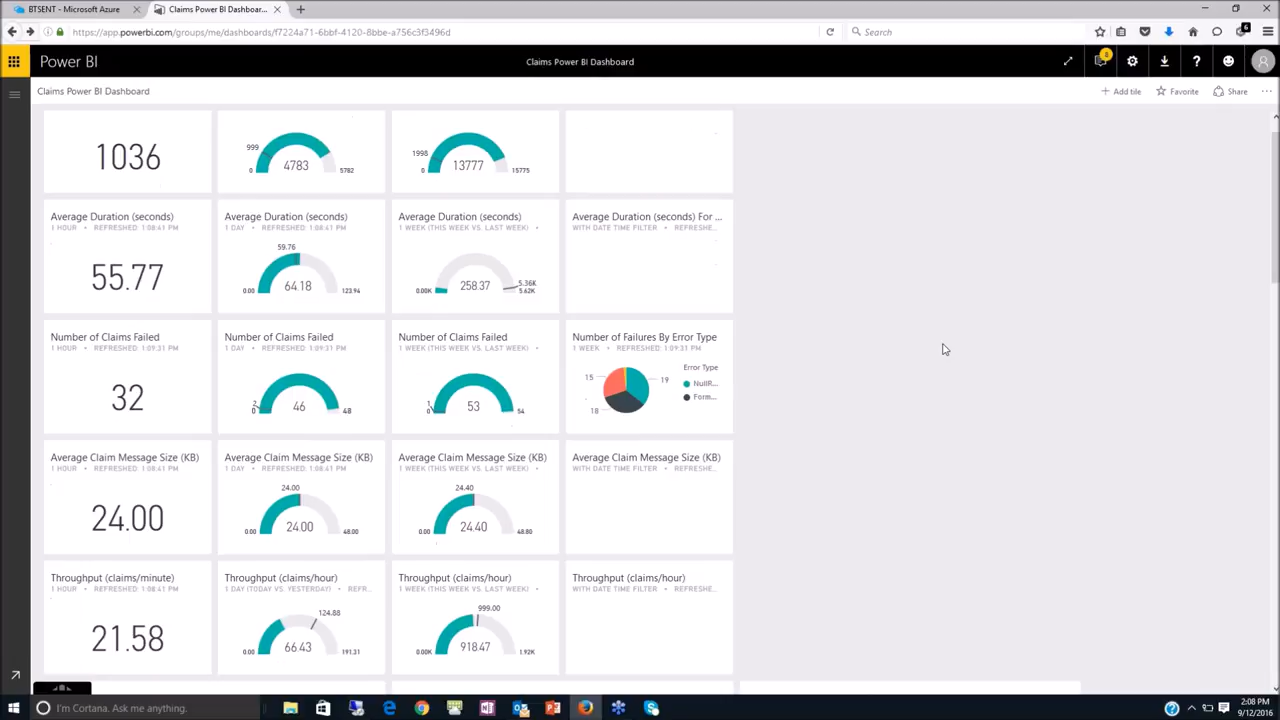 BTSENT - Microsoft Azure
Claims Power BI Dashboar...
https://app.powerbi.com/groups/me/dashboards/f7224a71-6bbf-4120-8bbe-a756c3f3496d
Search
6
Power BI
Claims Power BI Dashboard
Claims Power BI Dashboard
Add tile
Favorite
Share
1036
999
4783
0
5782
1998
13777
0
15775
Average Duration (seconds)
1 HOUR • REFRESHED: 1:08:41 PM
55.77
Average Duration (seconds)
1 DAY • REFRESHED: 1:08:41 PM
59.76
64.18
0.00
123.94
Average Duration (seconds)
1 WEEK (THIS WEEK VS. LAST WEEK) •
5.36K
258.37
0.00K
5.62K
Average Duration (seconds) For ...
WITH DATE TIME FILTER • REFRESHE...
Number of Claims Failed
1 HOUR • REFRESHED: 1:09:31 PM
32
Number of Claims Failed
1 DAY • REFRESHED: 1:09:31 PM
2
46
0
48
Number of Claims Failed
1 WEEK (THIS WEEK VS. LAST WEEK) •
1
53
0
54
Number of Failures By Error Type
1 WEEK • REFRESHED: 1:09:31 PM
Error Type
15
19
NullR...
Form...
18
Average Claim Message Size (KB)
1 HOUR • REFRESHED: 1:08:41 PM
24.00
Average Claim Message Size (KB)
1 DAY • REFRESHED: 1:08:41 PM
24.00
24.00
0.00
48.00
Average Claim Message Size (KB)
1 WEEK (THIS WEEK VS. LAST WEEK) •
24.40
24.40
0.00
48.80
Average Claim Message Size (KB)
WITH DATE TIME FILTER • REFRESHE...
Throughput (claims/minute)
1 HOUR • REFRESHED: 1:08:41 PM
21.58
Throughput (claims/hour)
1 DAY (TODAY VS. YESTERDAY) • REFR...
124.88
66.43
0.00
191.31
Throughput (claims/hour)
1 WEEK (THIS WEEK VS. LAST WEEK) •
999.00
918.47
0.00K
1.92K
Throughput (claims/hour)
WITH DATE TIME FILTER • REFRESHE...
I'm Cortana. Ask me anything.
2:08 PM
9/12/2016